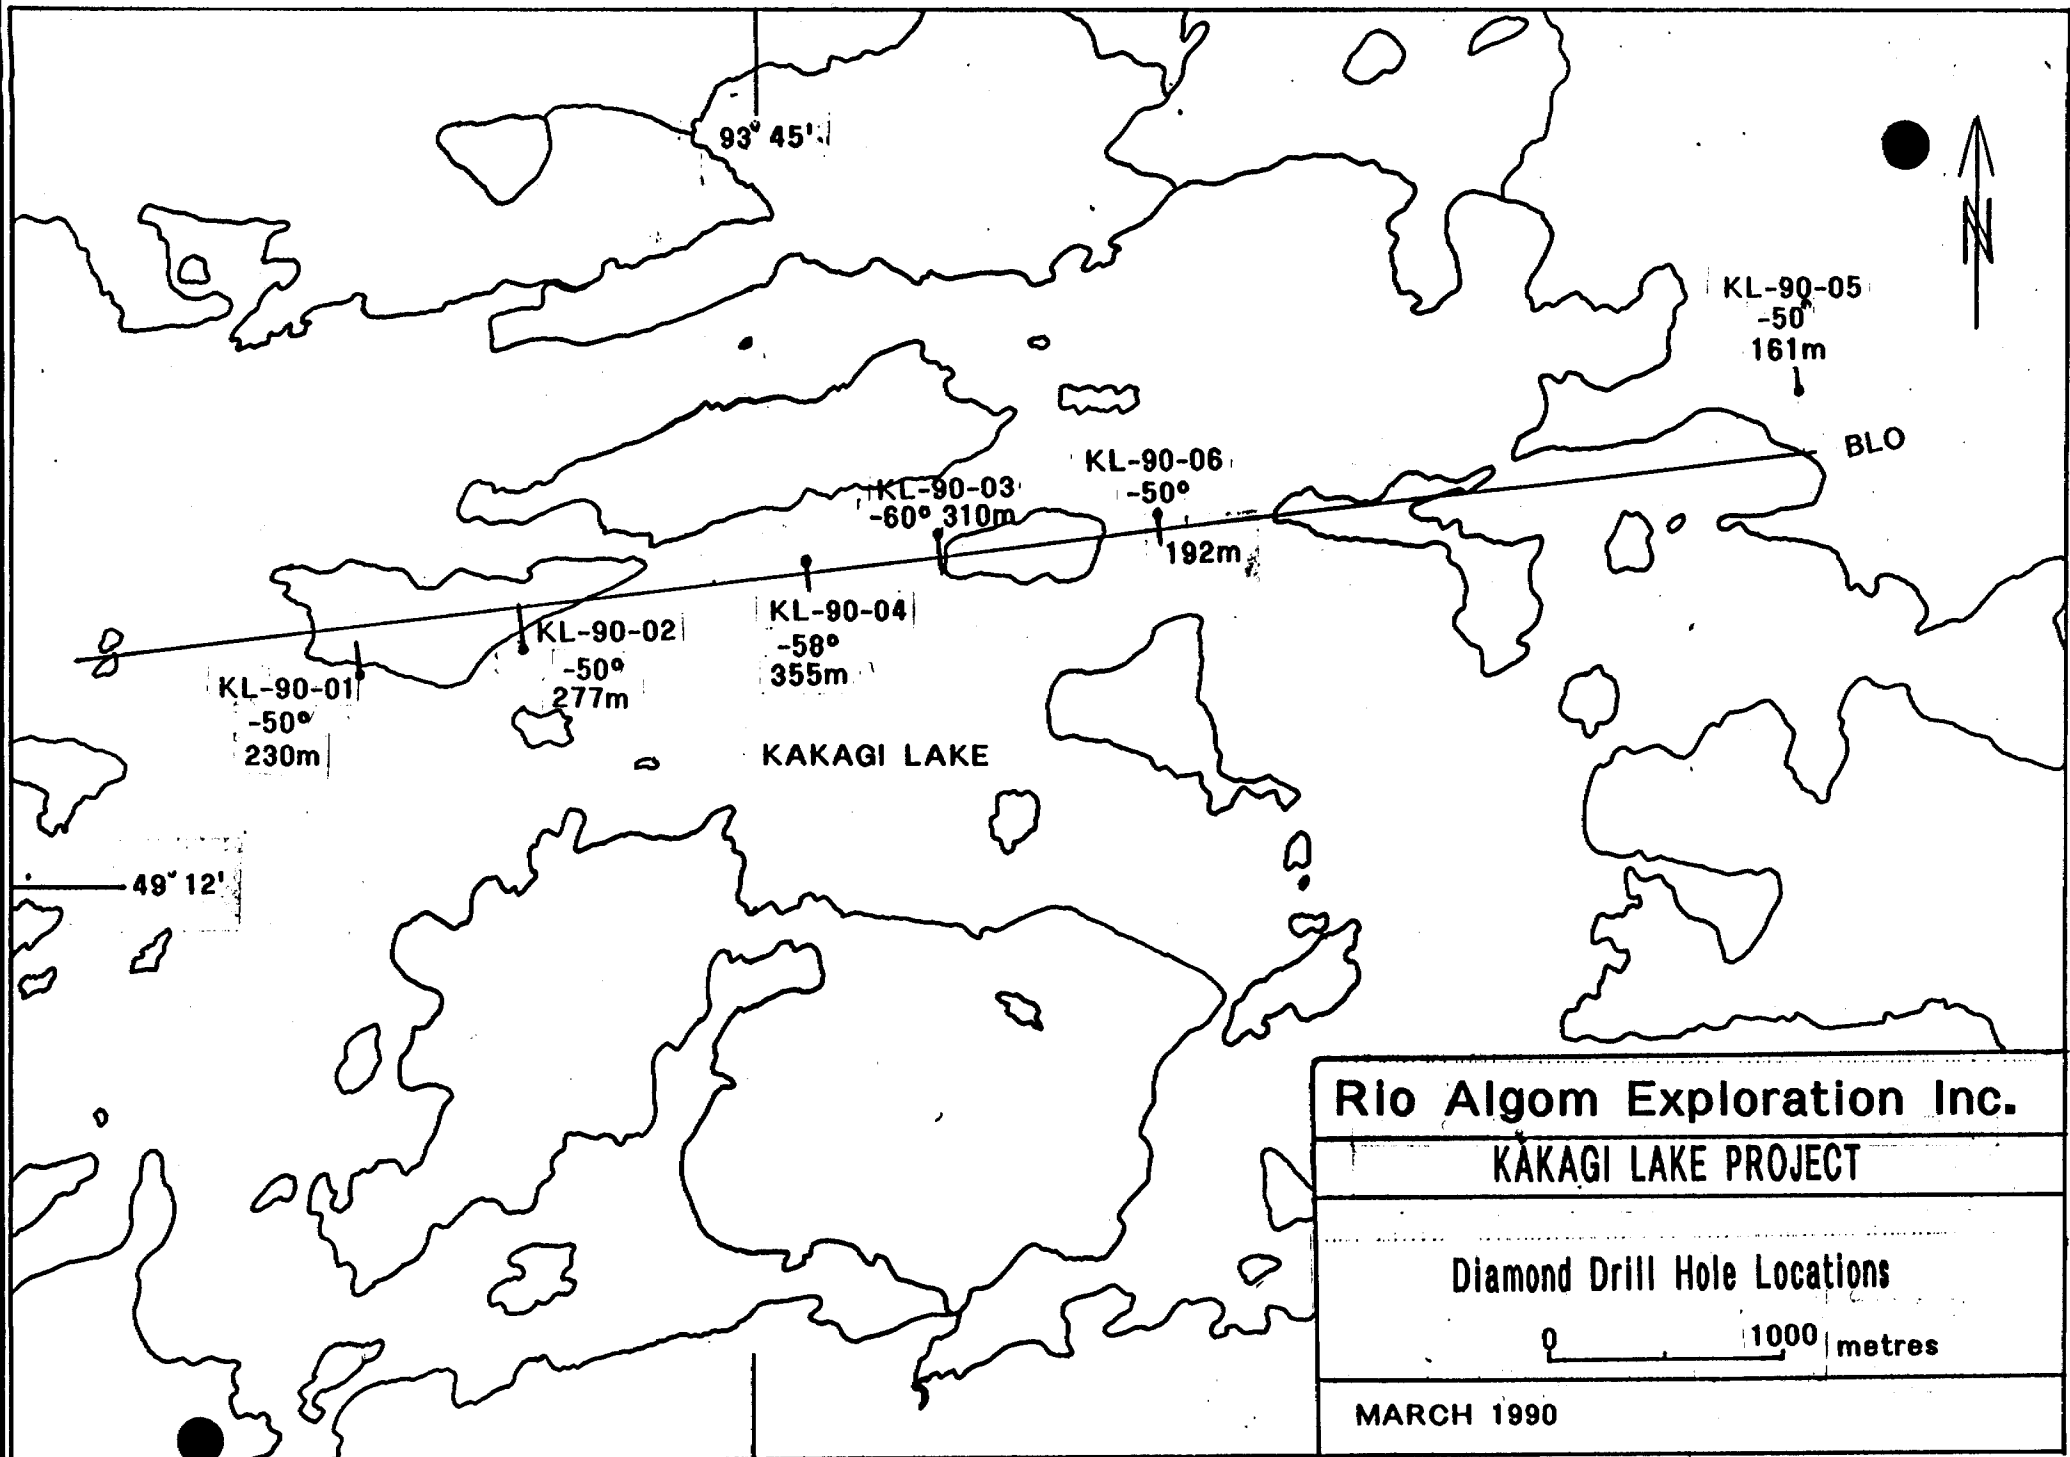 93° 45'
N
KL-90-05
-50°
161m
BLO
KL-90-06
-50°
192m
KL-90-03
-60° 310m
KL-90-04
-58°
355m
KL-90-02
-50°
277m
KL-90-01
-50°
230m
KAKAGI LAKE
49° 12'
Rio Algom Exploration Inc.
KAKAGI LAKE PROJECT
Diamond Drill Hole Locations
0 1000 metres
MARCH 1990